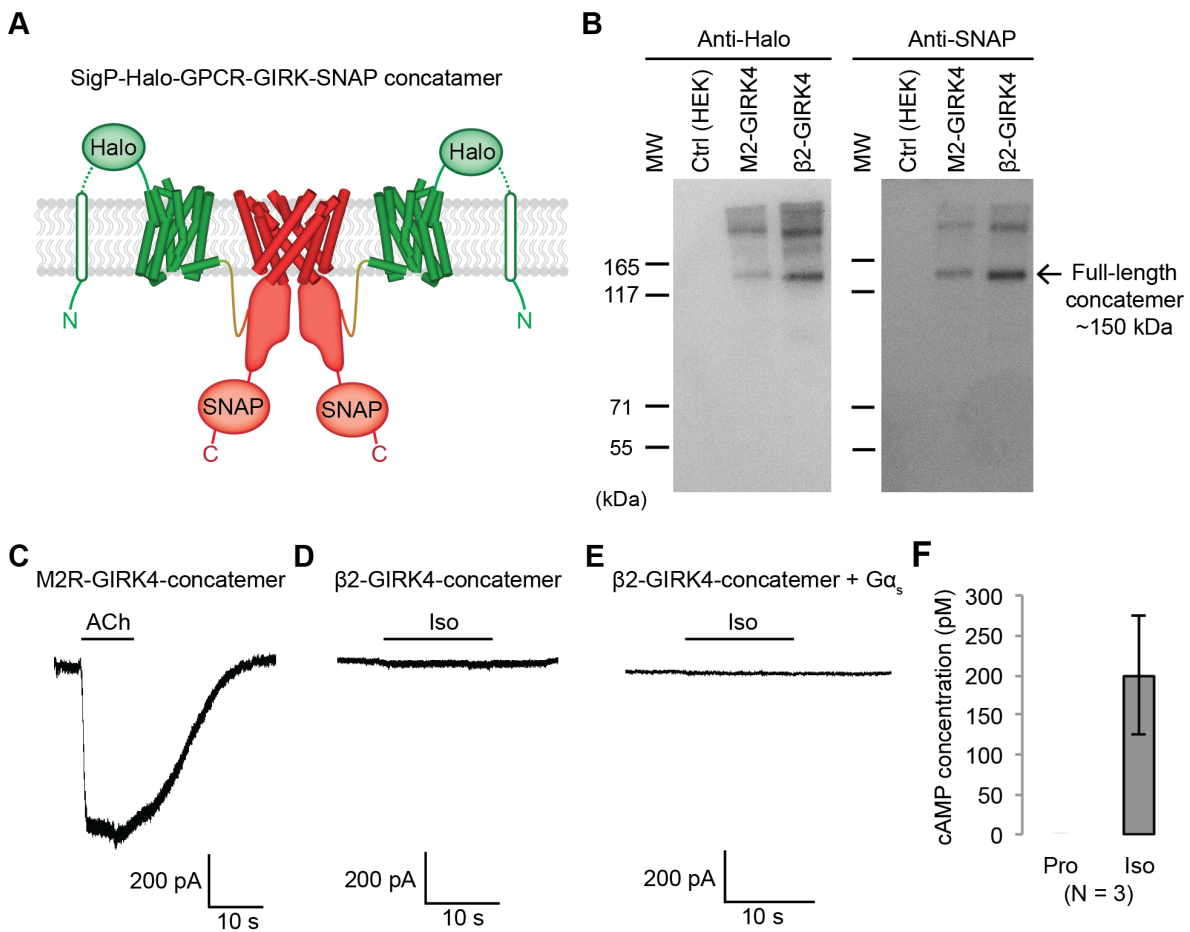 A
SigP-Halo-GPCR-GIRK-SNAP concatamer
Halo
Halo
N
N
SNAP
SNAP
C
C
B
Anti-Halo
Anti-SNAP
MW
Ctrl (HEK)
M2-GIRK4
β2-GIRK4
MW
Ctrl (HEK)
M2-GIRK4
β2-GIRK4
165
117
71
55
(kDa)
Full-length
concatemer
~150 kDa
C
M2R-GIRK4-concatemer
ACh
200 pA
10 s
D
β2-GIRK4-concatemer
Iso
200 pA
10 s
E
β2-GIRK4-concatemer + Gαs
Iso
200 pA
10 s
F
cAMP concentration (pM)
300
250
200
150
100
50
0
Pro
Iso
(N = 3)